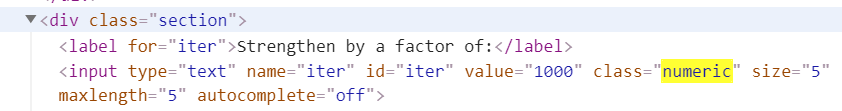 <div class="section">
<label for="iter">Strengthen by a factor of:</label>
<input type="text" name="iter" id="iter" value="1000" class="numeric" size="5"
maxlength="5" autocomplete="off">